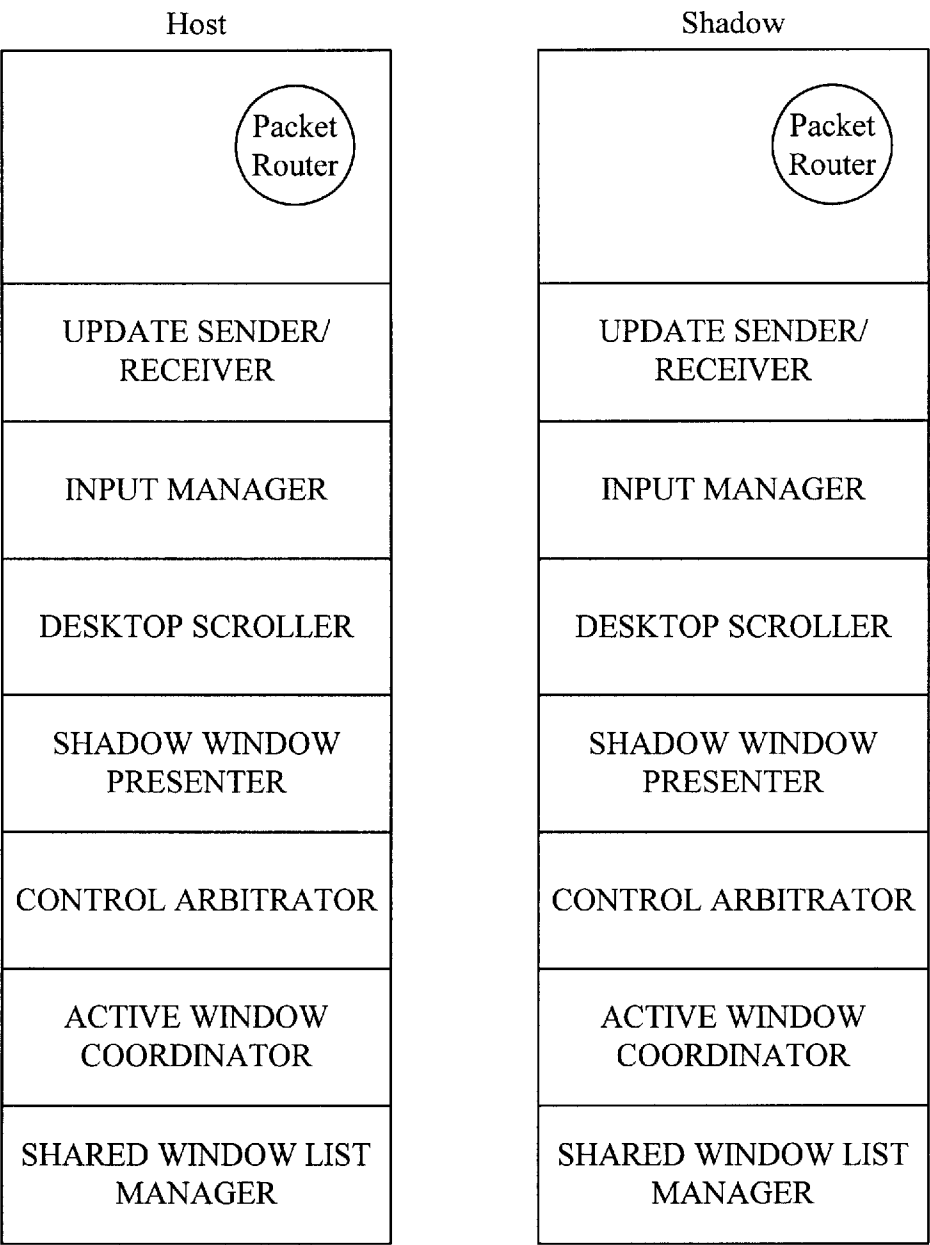 Host
Packet
Router
UPDATE SENDER/
RECEIVER
INPUT MANAGER
DESKTOP SCROLLER
SHADOW WINDOW
PRESENTER
CONTROL ARBITRATOR
ACTIVE WINDOW
COORDINATOR
SHARED WINDOW LIST
MANAGER
Shadow
Packet
Router
UPDATE SENDER/
RECEIVER
INPUT MANAGER
DESKTOP SCROLLER
SHADOW WINDOW
PRESENTER
CONTROL ARBITRATOR
ACTIVE WINDOW
COORDINATOR
SHARED WINDOW LIST
MANAGER